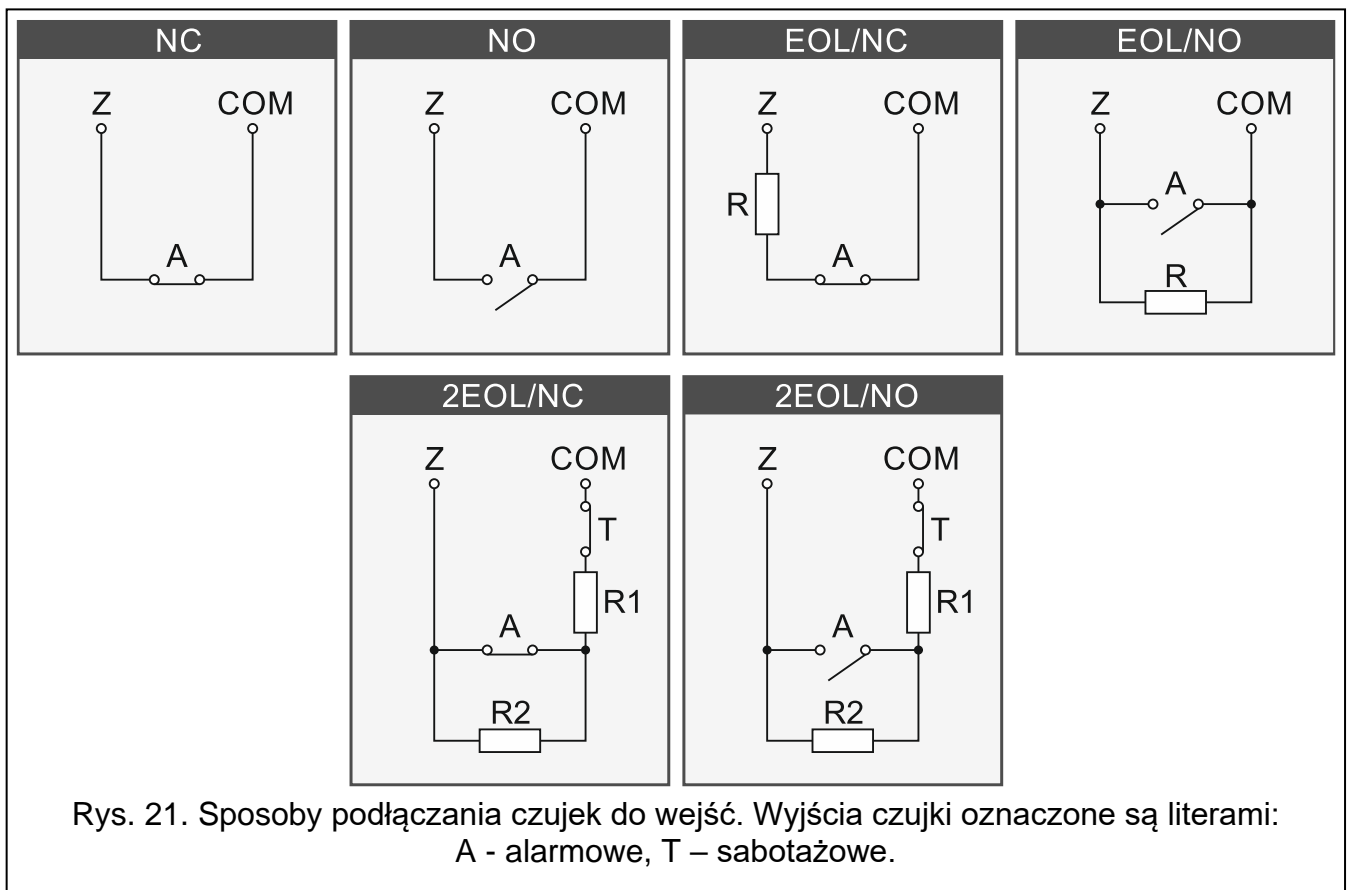 NC NO EOL/NC EOL/NO
Z COM Z COM Z COM Z COM
A
R
A A A
R
2EOL/NC 2EOL/NO
Z COM Z COM
T T
R1 R1
A A
R2 R2
Rys. 21. Sposoby podłączania czujek do wejść. Wyjścia czujki oznaczone są literami:
A - alarmowe, T – sabotażowe.